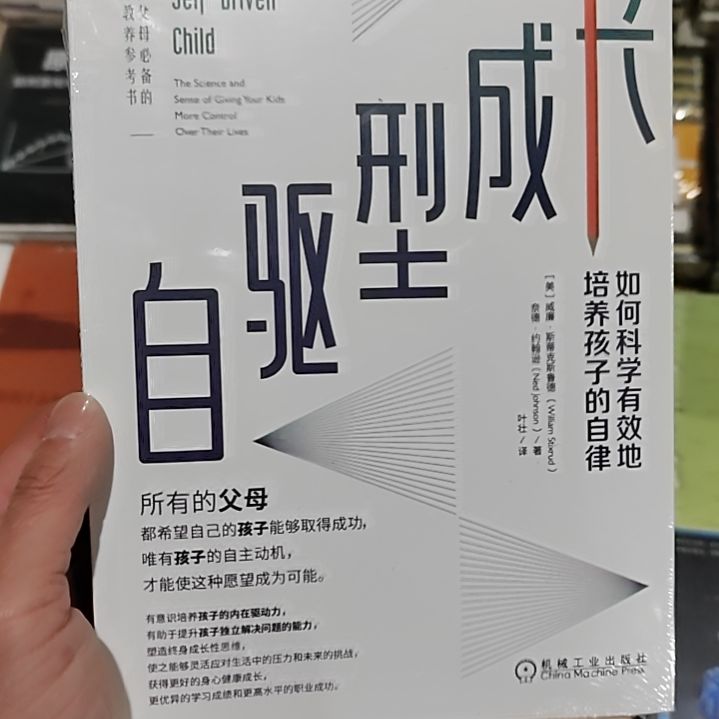 Self-Driven
Child
The Science and
Sense of Giving Your Kids
More Control
Over Their Lives
父母必备的
教养参考书
自驱型成长
如何科学有效地
培养孩子的自律
[美]威廉·斯蒂克斯鲁德(William Stixrud)
奈德·约翰逊(Ned Johnson)/著
叶壮/译
所有的父母
都希望自己的孩子能够取得成功,
唯有孩子的自主动机,
才能使这种愿望成为可能。
有意识培养孩子的内在驱动力,
有助于提升孩子独立解决问题的能力,
塑造终身成长性思维,
使之能够灵活应对生活中的压力和未来的挑战,
获得更好的身心健康成长,
更优异的学习成绩和更高水平的职业成功。
机械工业出版社
China Machine Press